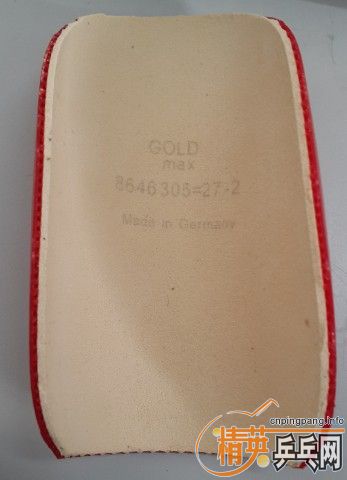 GOLD
max
8646305=27-2
Made in Germany
cnpingpang.info
精英乒乓网